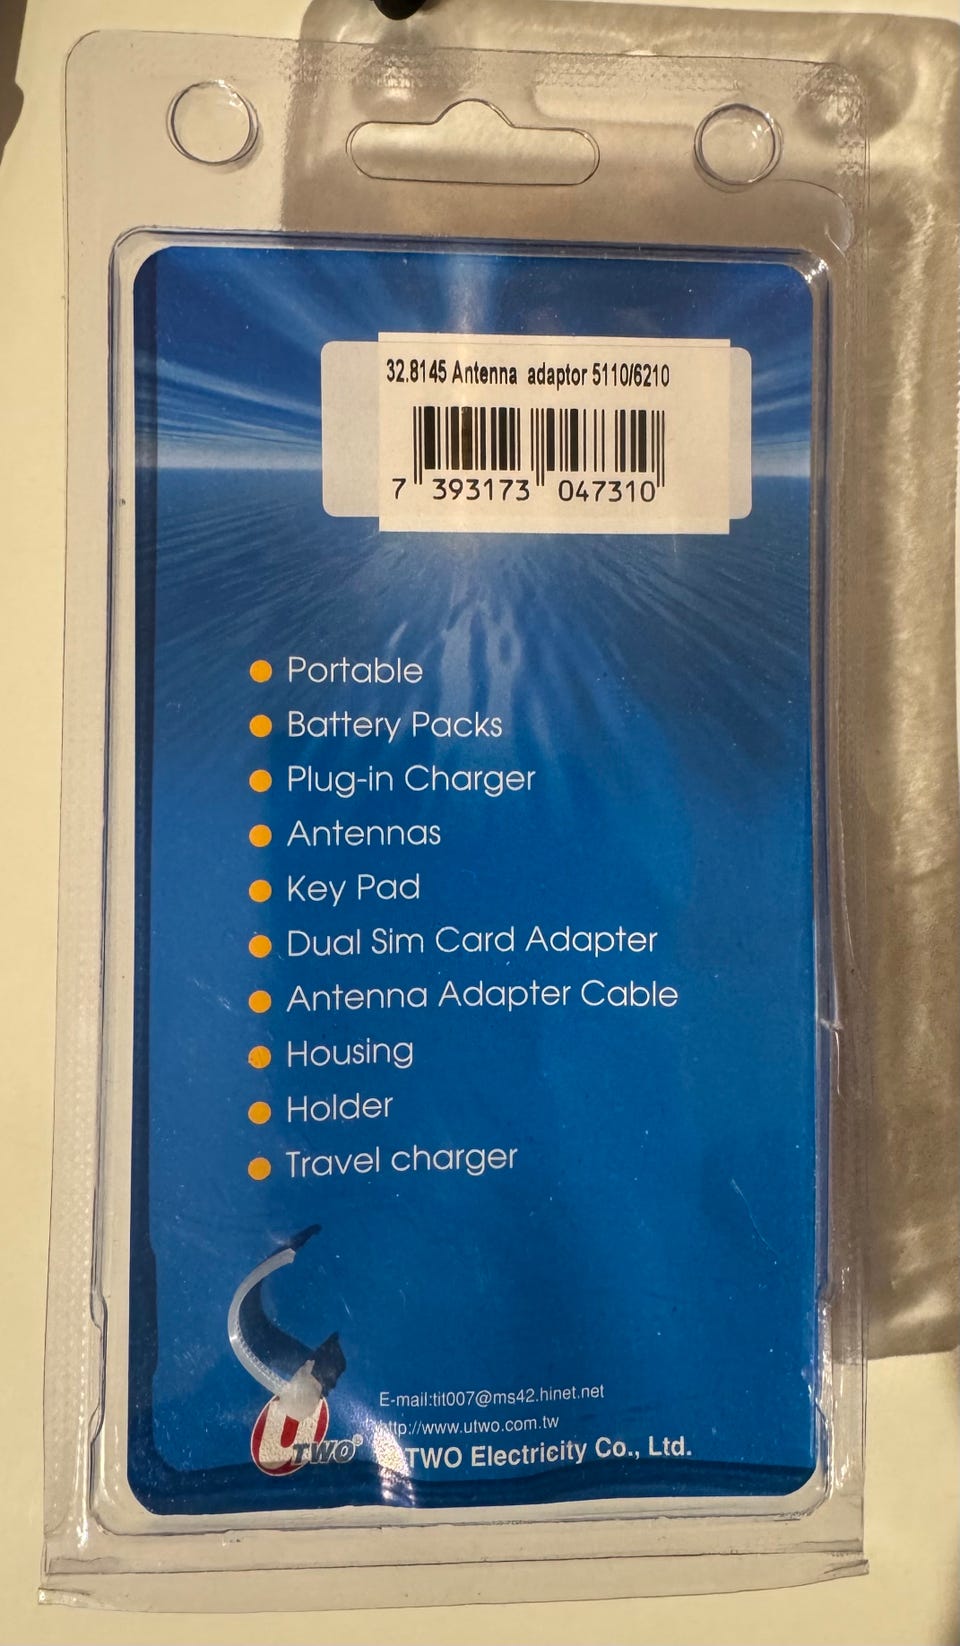 32.8145 Antenna adaptor 5110/6210
7 393173 047310
Portable
Battery Packs
Plug-in Charger
Antennas
Key Pad
Dual Sim Card Adapter
Antenna Adapter Cable
Housing
Holder
Travel charger
E-mail:tit007@ms42.hinet.net
http://www.utwo.com.tw
U TWO®
TWO Electricity Co., Ltd.